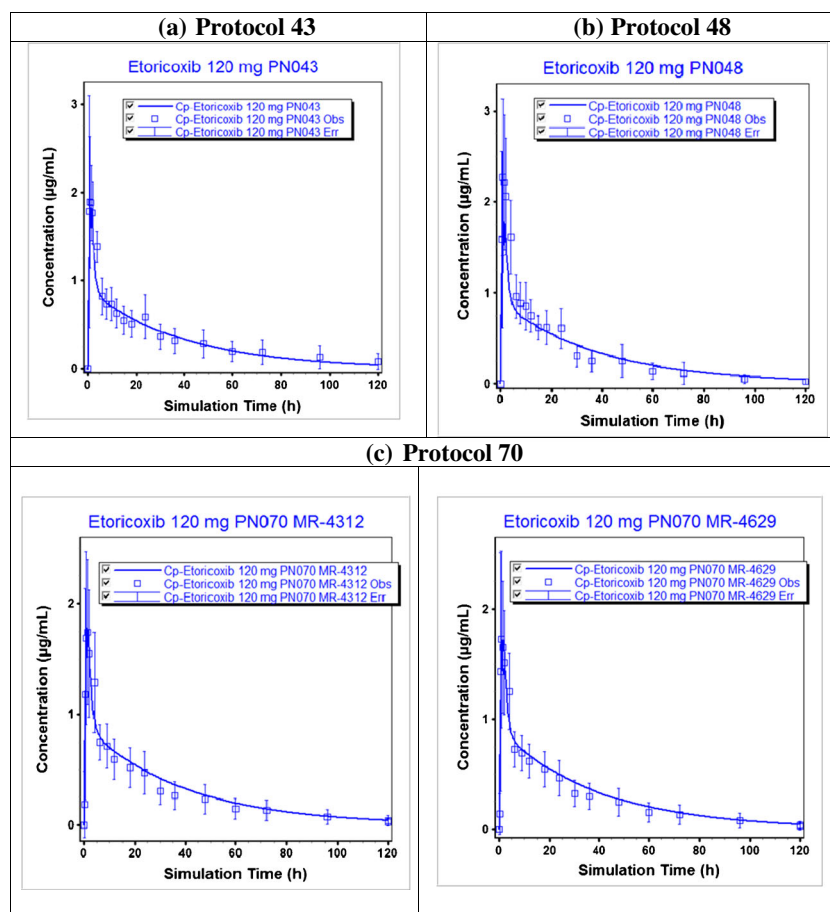 (a) Protocol 43
(b) Protocol 48
Etoricoxib 120 mg PN043
Cp-Etoricoxib 120 mg PN043
Cp-Etoricoxib 120 mg PN043 Obs
Cp-Etoricoxib 120 mg PN043 Err
Concentration (µg/mL)
3
2
1
0
0 20 40 60 80 100 120
Simulation Time (h)
Etoricoxib 120 mg PN048
Cp-Etoricoxib 120 mg PN048
Cp-Etoricoxib 120 mg PN048 Obs
Cp-Etoricoxib 120 mg PN048 Err
Concentration (µg/mL)
3
2
1
0
0 20 40 60 80 100 120
Simulation Time (h)
(c) Protocol 70
Etoricoxib 120 mg PN070 MR-4312
Cp-Etoricoxib 120 mg PN070 MR-4312
Cp-Etoricoxib 120 mg PN070 MR-4312 Obs
Cp-Etoricoxib 120 mg PN070 MR-4312 Err
Concentration (µg/mL)
2
1
0
0 20 40 60 80 100 120
Simulation Time (h)
Etoricoxib 120 mg PN070 MR-4629
Cp-Etoricoxib 120 mg PN070 MR-4629
Cp-Etoricoxib 120 mg PN070 MR-4629 Obs
Cp-Etoricoxib 120 mg PN070 MR-4629 Err
Concentration (µg/mL)
2
1
0
0 20 40 60 80 100 120
Simulation Time (h)